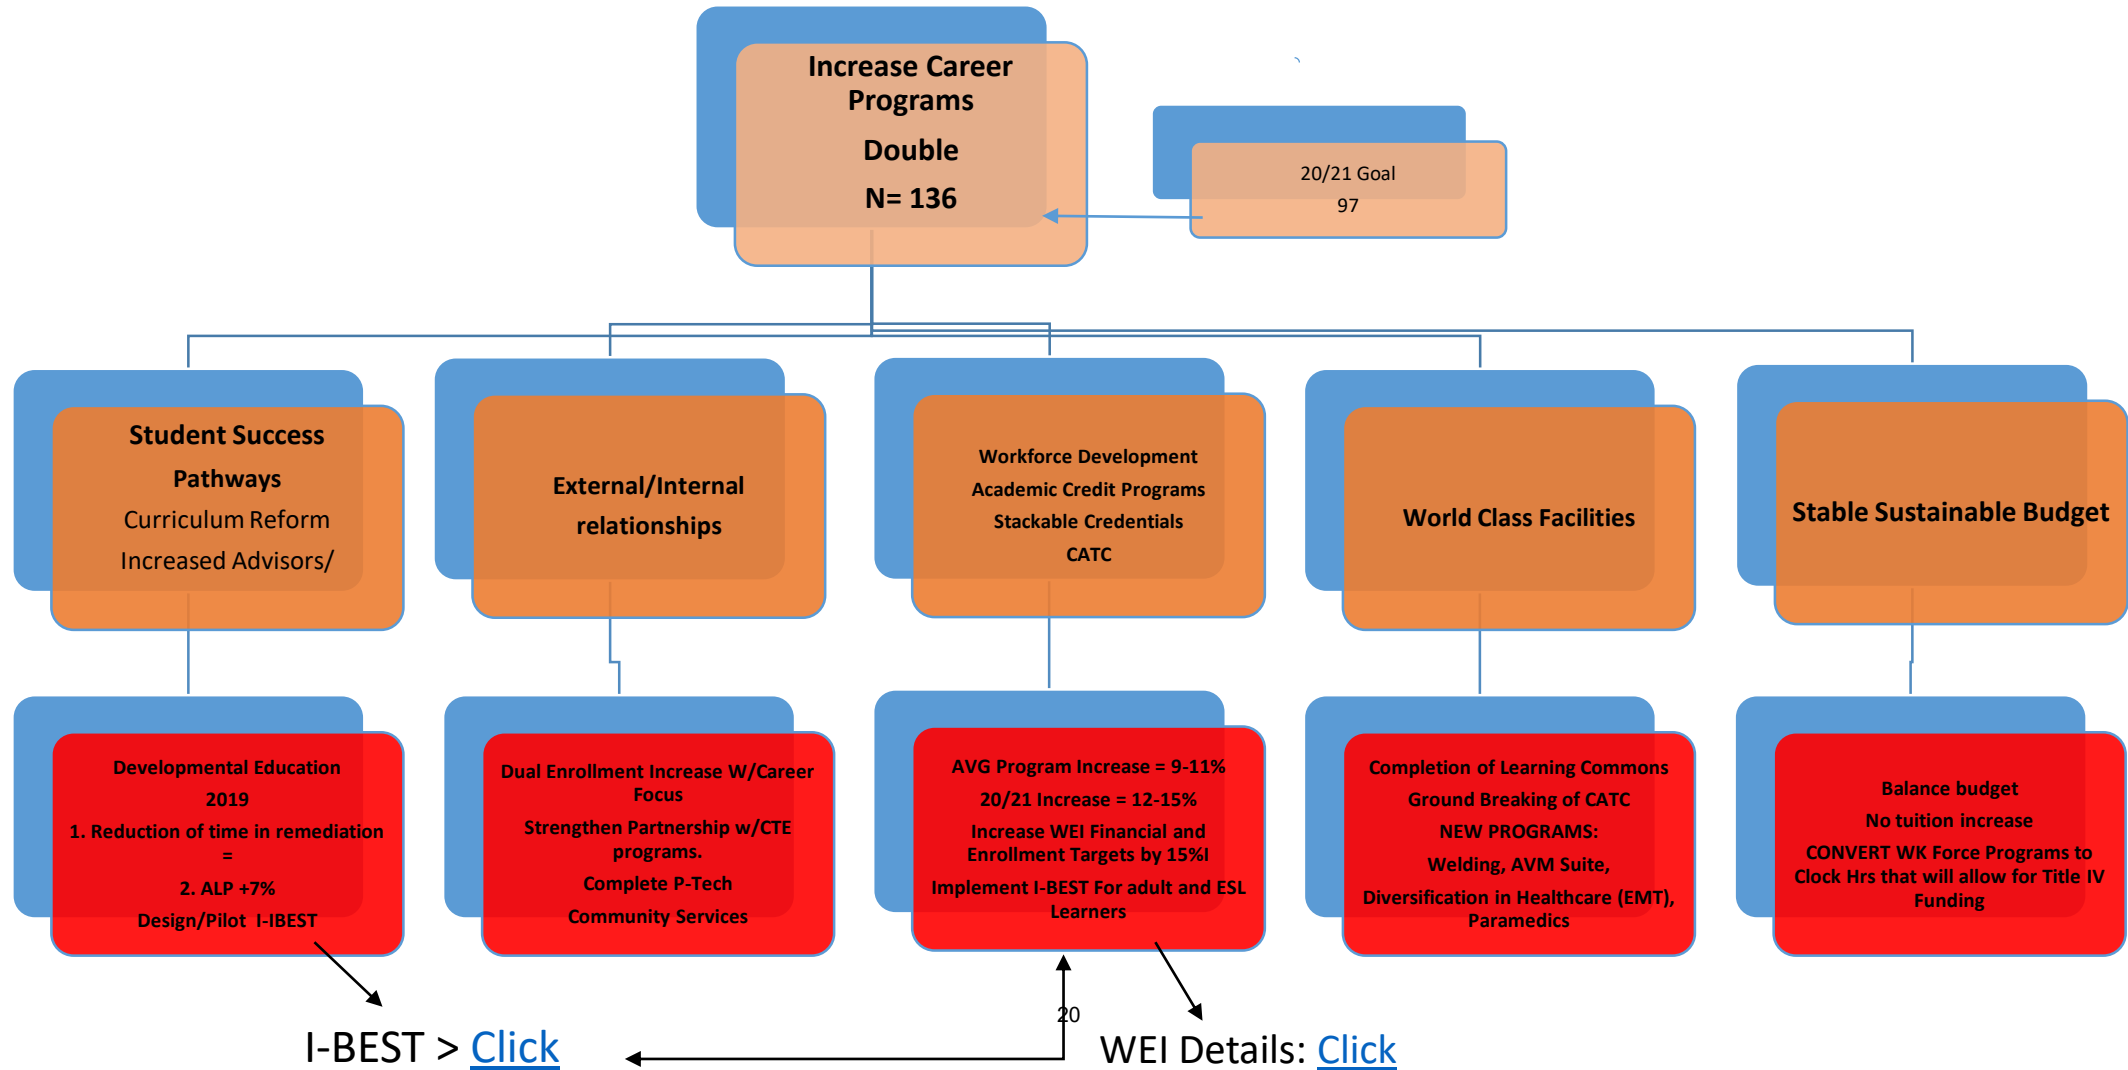 Increase Career
Programs
Double
N= 136
20/21 Goal
97
Student Success
Pathways
Curriculum Reform
Increased Advisors/
External/Internal
relationships
Workforce Development
Academic Credit Programs
Stackable Credentials
CATC
World Class Facilities
Stable Sustainable Budget
Developmental Education
2019
1. Reduction of time in remediation
=
2. ALP +7%
Design/Pilot I-IBEST
Dual Enrollment Increase W/Career
Focus
Strengthen Partnership w/CTE
programs.
Complete P-Tech
Community Services
AVG Program Increase = 9-11%
20/21 Increase = 12-15%
Increase WEI Financial and
Enrollment Targets by 15%I
Implement I-BEST For adult and ESL
Learners
Completion of Learning Commons
Ground Breaking of CATC
NEW PROGRAMS:
Welding, AVM Suite,
Diversification in Healthcare (EMT),
Paramedics
Balance budget
No tuition increase
CONVERT WK Force Programs to
Clock Hrs that will allow for Title IV
Funding
20
I-BEST > Click
WEI Details: Click